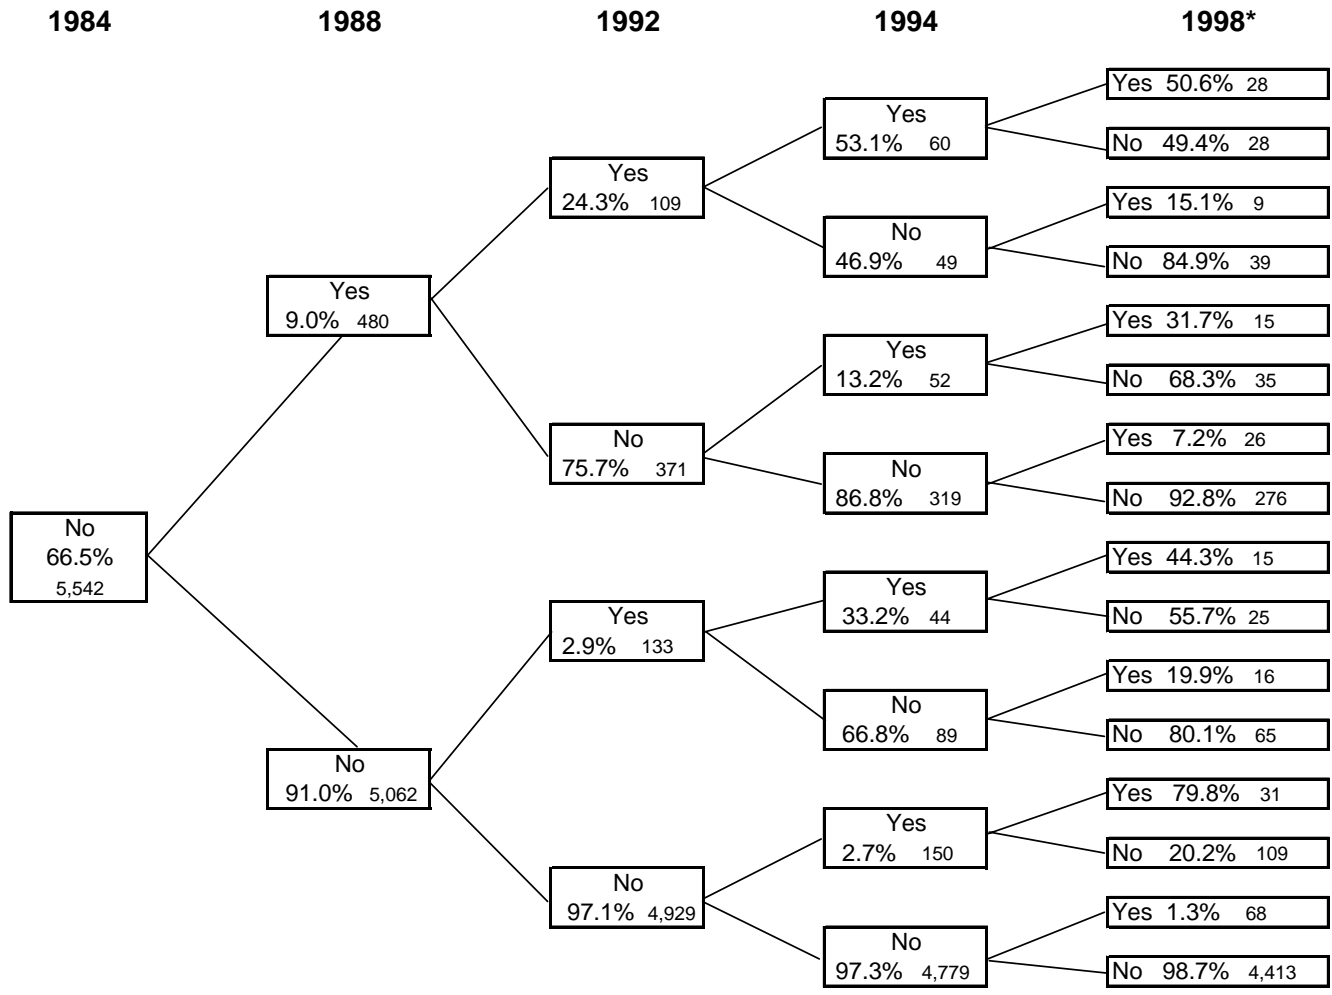 1984 1988 1992 1994 1998*
Yes 50.6% 28
Yes
53.1% 60
No 49.4% 28
Yes
24.3% 109
Yes 15.1% 9
No
46.9% 49
No 84.9% 39
Yes
9.0% 480
Yes 31.7% 15
Yes
13.2% 52
No 68.3% 35
No
75.7% 371
Yes 7.2% 26
No
86.8% 319
No 92.8% 276
No
66.5%
5,542
Yes 44.3% 15
Yes
33.2% 44
No 55.7% 25
Yes
2.9% 133
Yes 19.9% 16
No
66.8% 89
No 80.1% 65
No
91.0% 5,062
Yes 79.8% 31
Yes
2.7% 150
No 20.2% 109
No
97.1% 4,929
Yes 1.3% 68
No
97.3% 4,779
No 98.7% 4,413